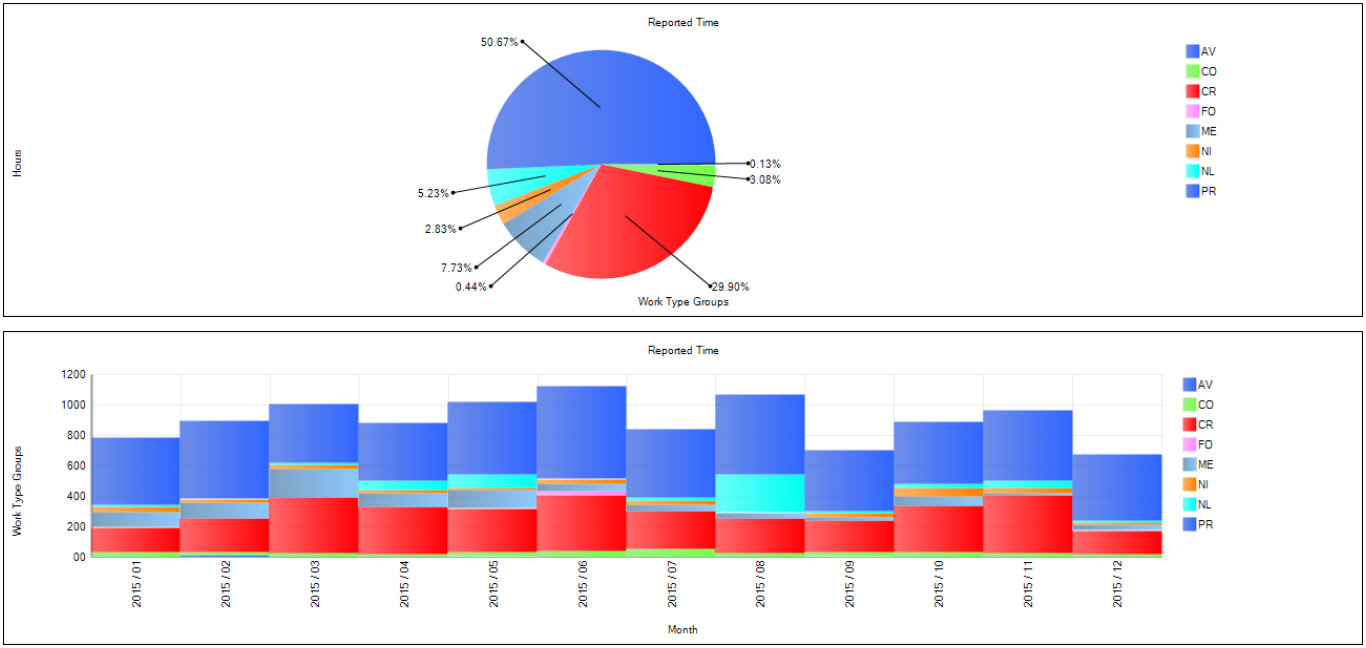 Reported Time
50.67%
0.13%
3.08%
5.23%
2.83%
7.73%
0.44%
29.90%
Work Type Groups
Hours
AV
CO
CR
FO
ME
NI
NL
PR
Reported Time
1200
1000
800
600
400
200
00
Work Type Groups
2015 / 01
2015 / 02
2015 / 03
2015 / 04
2015 / 05
2015 / 06
2015 / 07
2015 / 08
2015 / 09
2015 / 10
2015 / 11
2015 / 12
Month
AV
CO
CR
FO
ME
NI
NL
PR